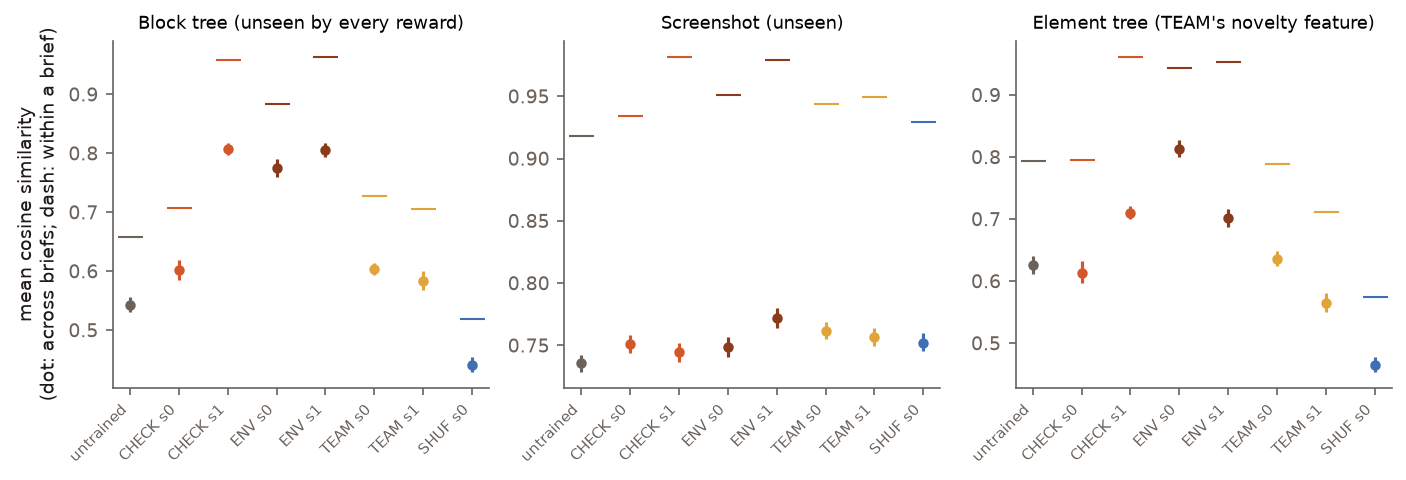 Block tree (unseen by every reward)
Screenshot (unseen)
Element tree (TEAM's novelty feature)
mean cosine similarity
(dot: across briefs; dash: within a brief)
0.9
0.8
0.7
0.6
0.5
untrained
CHECK s0
CHECK s1
ENV s0
ENV s1
TEAM s0
TEAM s1
SHUF s0
0.95
0.90
0.85
0.80
0.75
untrained
CHECK s0
CHECK s1
ENV s0
ENV s1
TEAM s0
TEAM s1
SHUF s0
0.9
0.8
0.7
0.6
0.5
untrained
CHECK s0
CHECK s1
ENV s0
ENV s1
TEAM s0
TEAM s1
SHUF s0